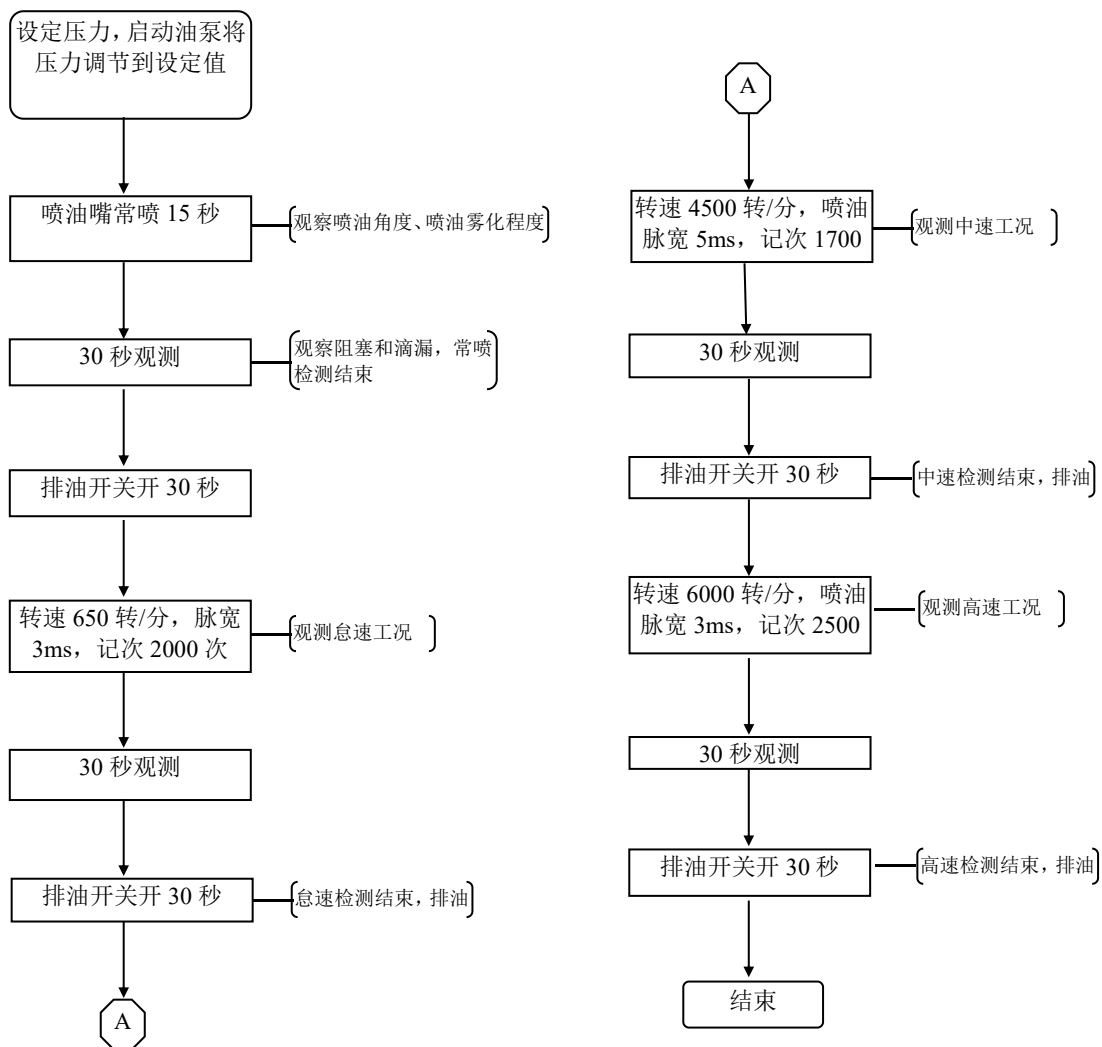 设定压力，启动油泵将
压力调节到设定值
喷油嘴常喷 15 秒
观察喷油角度、喷油雾化程度
30 秒观测
观察阻塞和滴漏，常喷
检测结束
排油开关开 30 秒
转速 650 转/分，脉宽
3ms，记次 2000 次
观测怠速工况
30 秒观测
排油开关开 30 秒
怠速检测结束，排油
A
A
转速 4500 转/分，喷油
脉宽 5ms，记次 1700
观测中速工况
30 秒观测
排油开关开 30 秒
中速检测结束，排油
转速 6000 转/分，喷油
脉宽 3ms，记次 2500
观测高速工况
30 秒观测
排油开关开 30 秒
高速检测结束，排油
结束